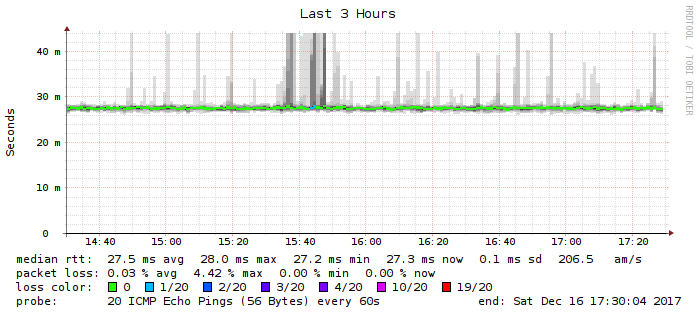 Last 3 Hours
RRDTOOL / TOBI OETIKER
Seconds
40 m
30 m
20 m
10 m
0
14:40 15:00 15:20 15:40 16:00 16:20 16:40 17:00 17:20
median rtt: 27.5 ms avg 28.0 ms max 27.2 ms min 27.3 ms now 0.1 ms sd 206.5 am/s
packet loss: 0.03 % avg 4.42 % max 0.00 % min 0.00 % now
loss color: 0 1/20 2/20 3/20 4/20 10/20 19/20
probe: 20 ICMP Echo Pings (56 Bytes) every 60s end: Sat Dec 16 17:30:04 2017